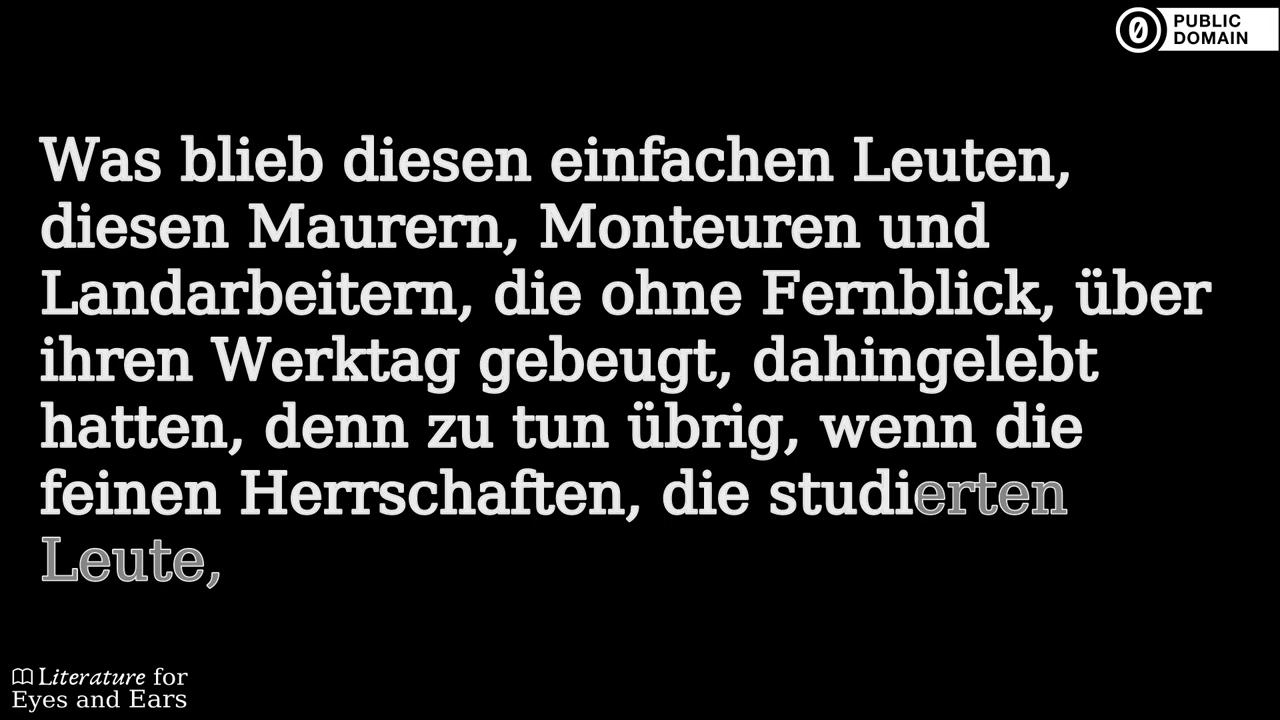 PUBLIC
DOMAIN
Was blieb diesen einfachen Leuten,
diesen Maurern, Monteuren und
Landarbeitern, die ohne Fernblick, über
ihren Werktag gebeugt, dahingelebt
hatten, denn zu tun übrig, wenn die
feinen Herrschaften, die studierten
Leute,
Literature for
Eyes and Ears